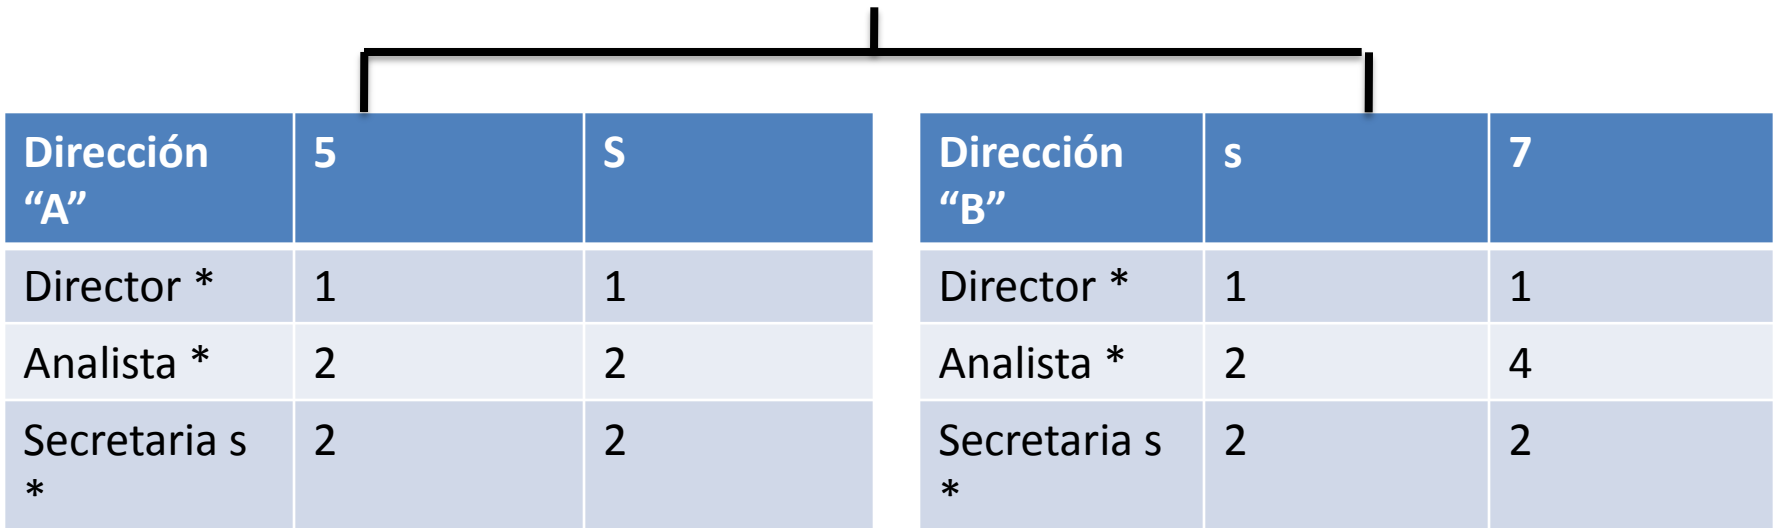 Dirección 5 S
“A”
Director * 1 1
Analista * 2 2
Secretaria s 2 2
*
Dirección s 7
“B”
Director * 1 1
Analista * 2 4
Secretaria s 2 2
*